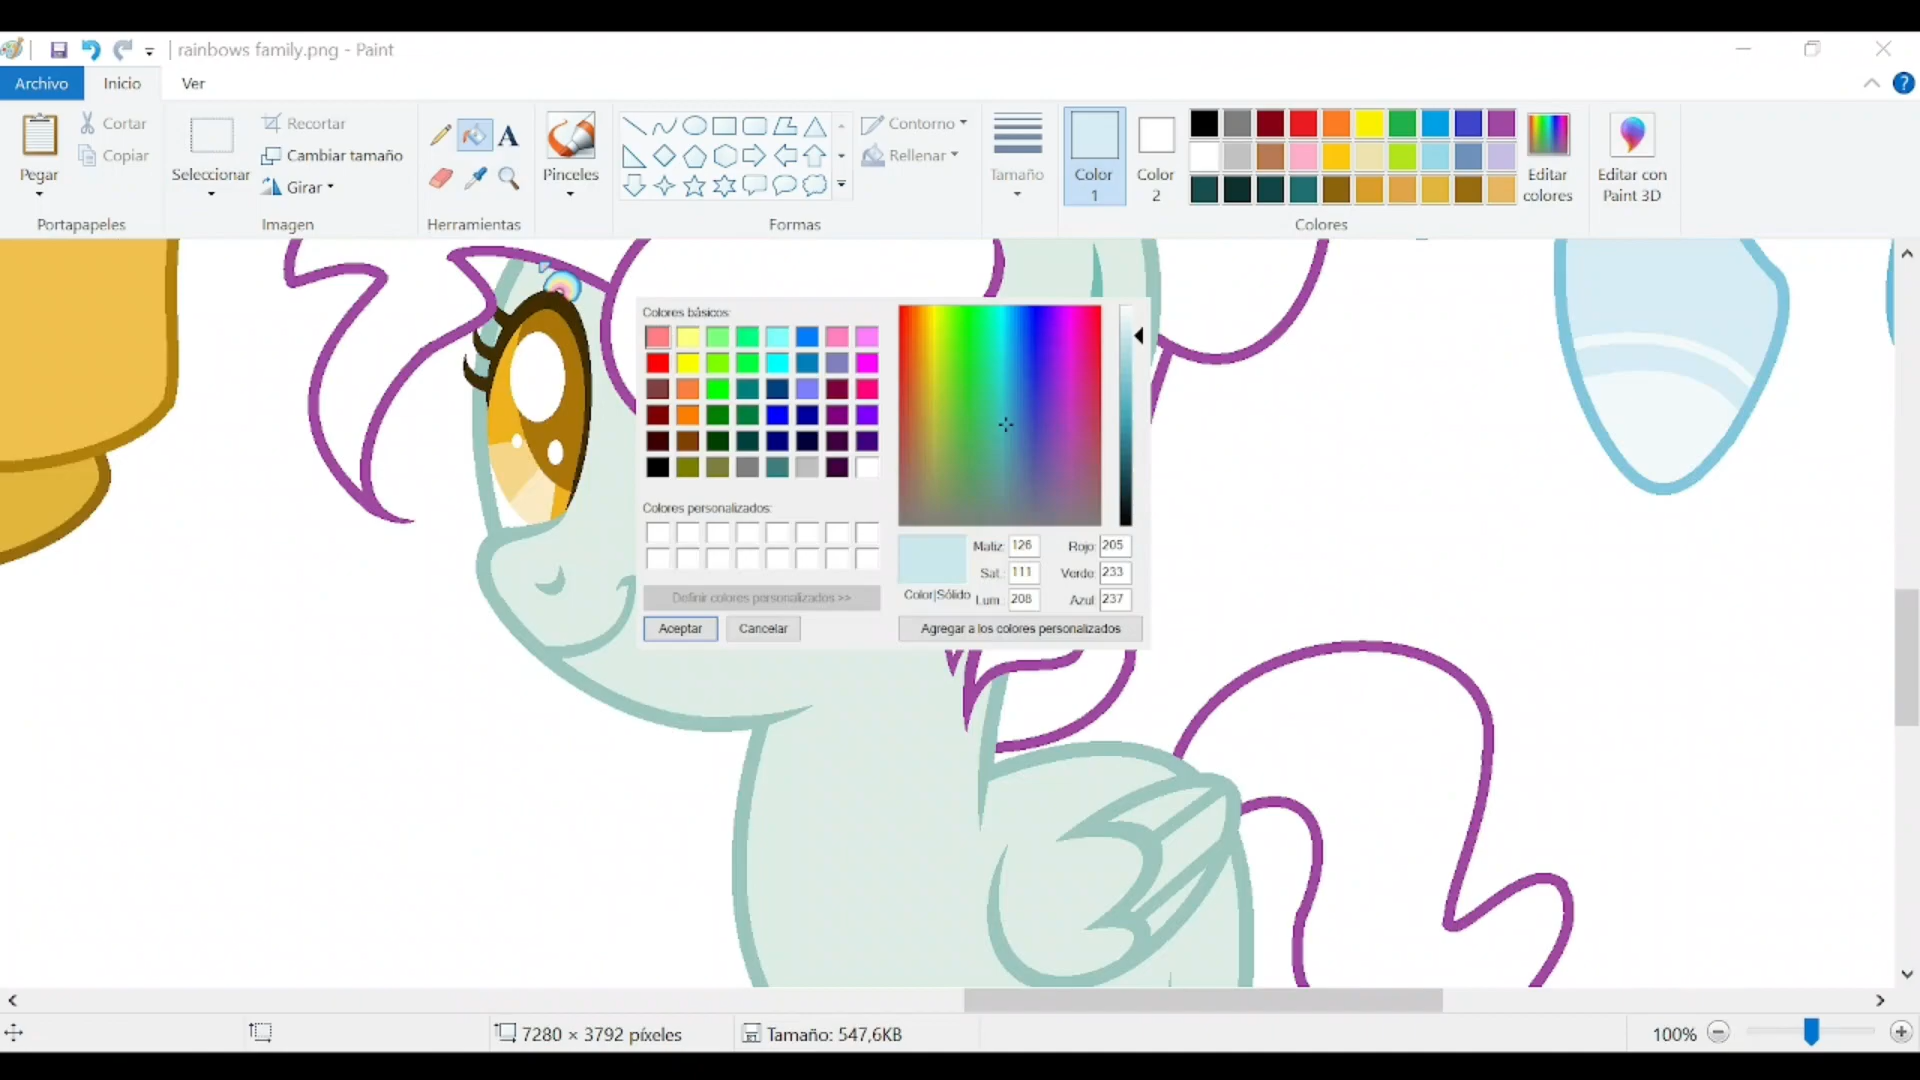 rainbows family.png - Paint
Archivo Inicio Ver
Pegar
Cortar
Copiar
Portapapeles
Seleccionar
Recortar
Cambiar tamaño
Girar
Imagen
A
Herramientas
Pinceles
Formas
Contorno
Rellenar
Tamaño
Color
1
Color
2
Editar
colores
Colores
Editar con
Paint 3D
?
Colores básicos:
Colores personalizados:
Definir colores personalizados >>
Aceptar Cancelar
Color|Sólido
Matiz: 126 Rojo: 205
Sat.: 111 Verde: 233
Lum.: 208 Azul: 237
Agregar a los colores personalizados
7280 × 3792 píxeles Tamaño: 547,6KB 100%